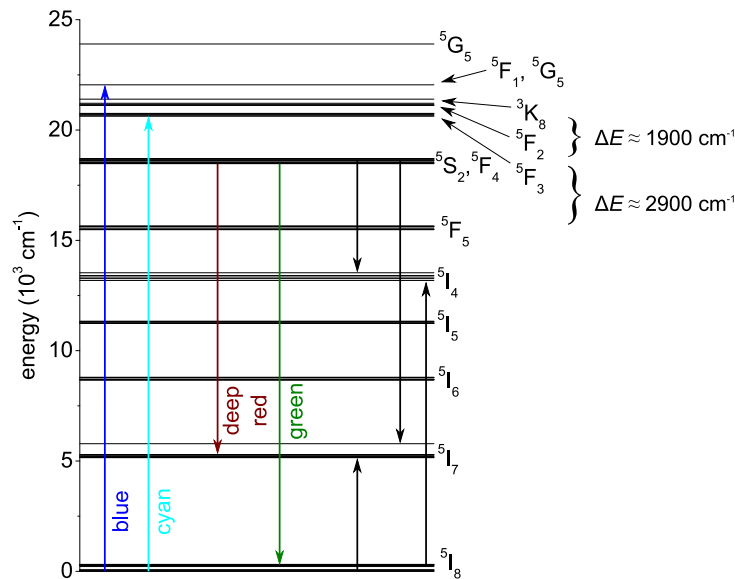 25
⁵G₅
⁵F₁, ⁵G₅
³K₈
20
⁵F₂
ΔE ≈ 1900 cm⁻¹
⁵S₂, ⁵F₄
⁵F₃
ΔE ≈ 2900 cm⁻¹
⁵F₅
15
⁵I₄
energy (10³ cm⁻¹)
⁵I₅
10
⁵I₆
deep
red
green
5
⁵I₇
blue
cyan
0
⁵I₈